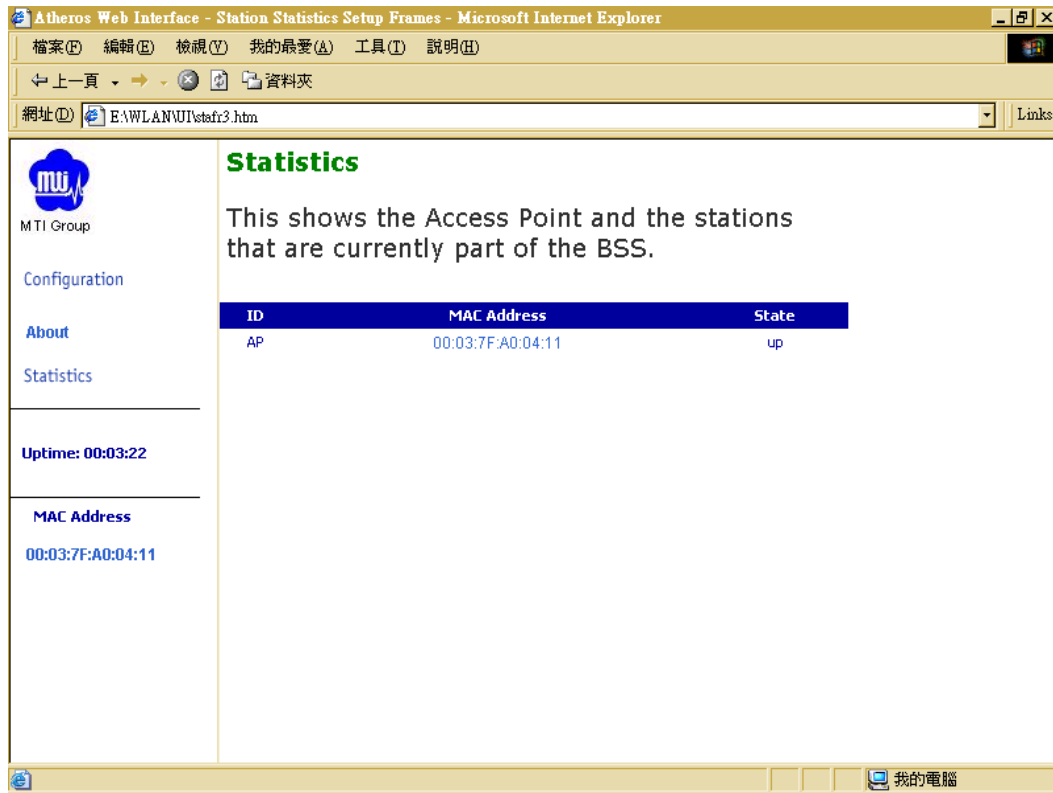 Atheros Web Interface - Station Statistics Setup Frames - Microsoft Internet Explorer
檔案(F) 編輯(E) 檢視(V) 我的最愛(A) 工具(T) 說明(H)
上一頁 資料夾
網址(D) E:\WLAN\UI\stafr3.htm Links
mti
MTI Group
Configuration
About
Statistics
Uptime: 00:03:22
MAC Address
00:03:7F:A0:04:11
Statistics
This shows the Access Point and the stations
that are currently part of the BSS.
ID MAC Address State
AP 00:03:7F:A0:04:11 up
我的電腦